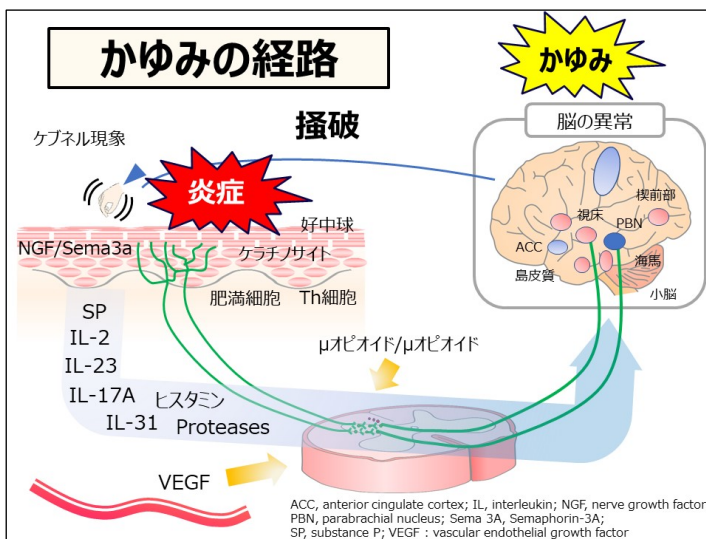 かゆみの経路
かゆみ
掻破
脳の異常
ケブネル現象
炎症
好中球
NGF/Sema3a
ケラチノサイト
肥満細胞
Th細胞
楔前部
視床
PBN
ACC
島皮質
海馬
小脳
SP
IL-2
IL-23
IL-17A
ヒスタミン
IL-31
Proteases
μオピオイド/μオピオイド
VEGF
ACC, anterior cingulate cortex; IL, interleukin; NGF, nerve growth factor
PBN, parabrachial nucleus; Sema 3A, Semaphorin-3A;
SP, substance P; VEGF : vascular endothelial growth factor